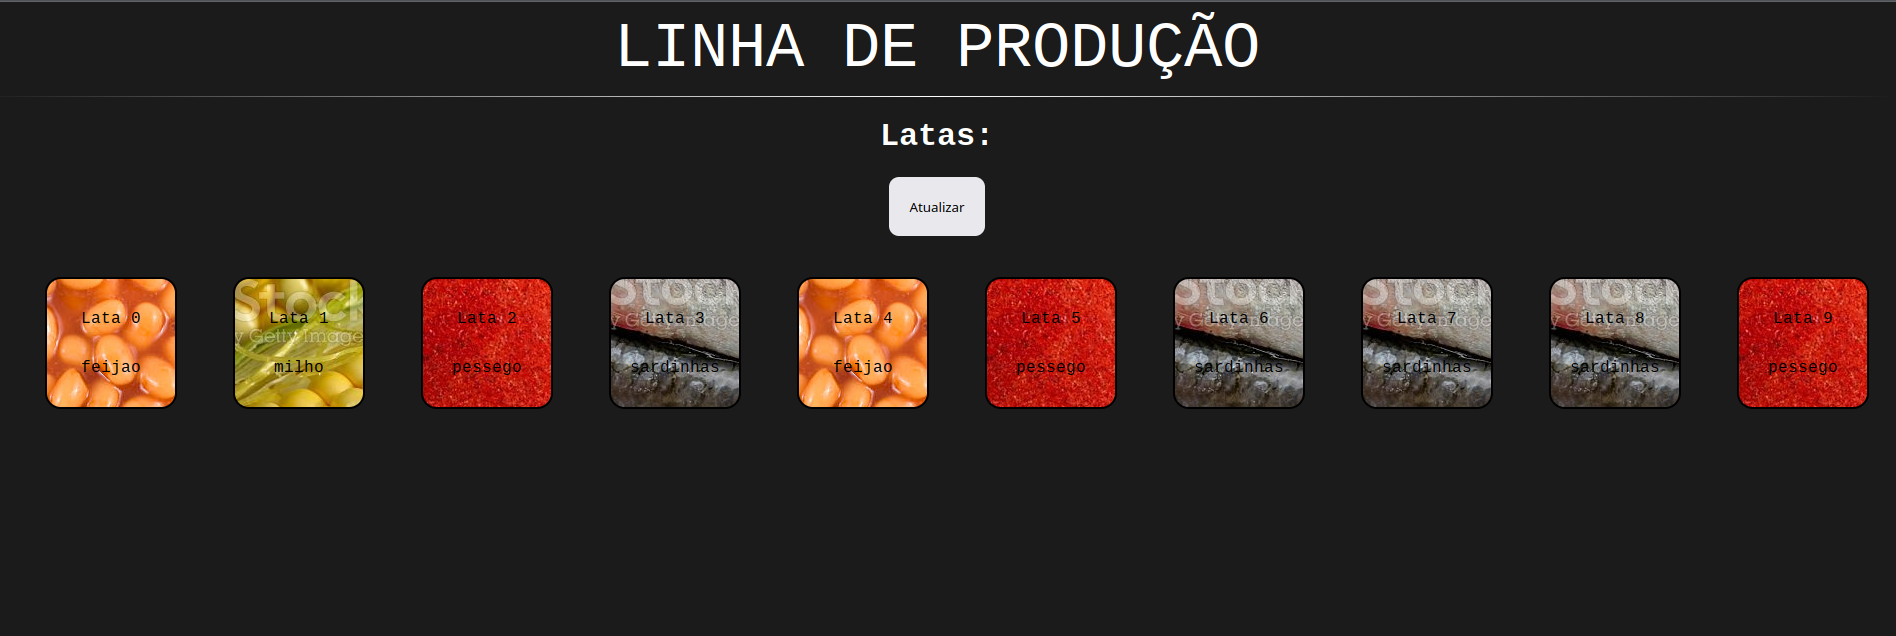 LINHA DE PRODUÇÃO
Latas:
Atualizar
Lata 0
feijao
Lata 1
milho
Lata 2
pessego
Lata 3
sardinhas
Lata 4
feijao
Lata 5
pessego
Lata 6
sardinhas
Lata 7
sardinhas
Lata 8
sardinhas
Lata 9
pessego